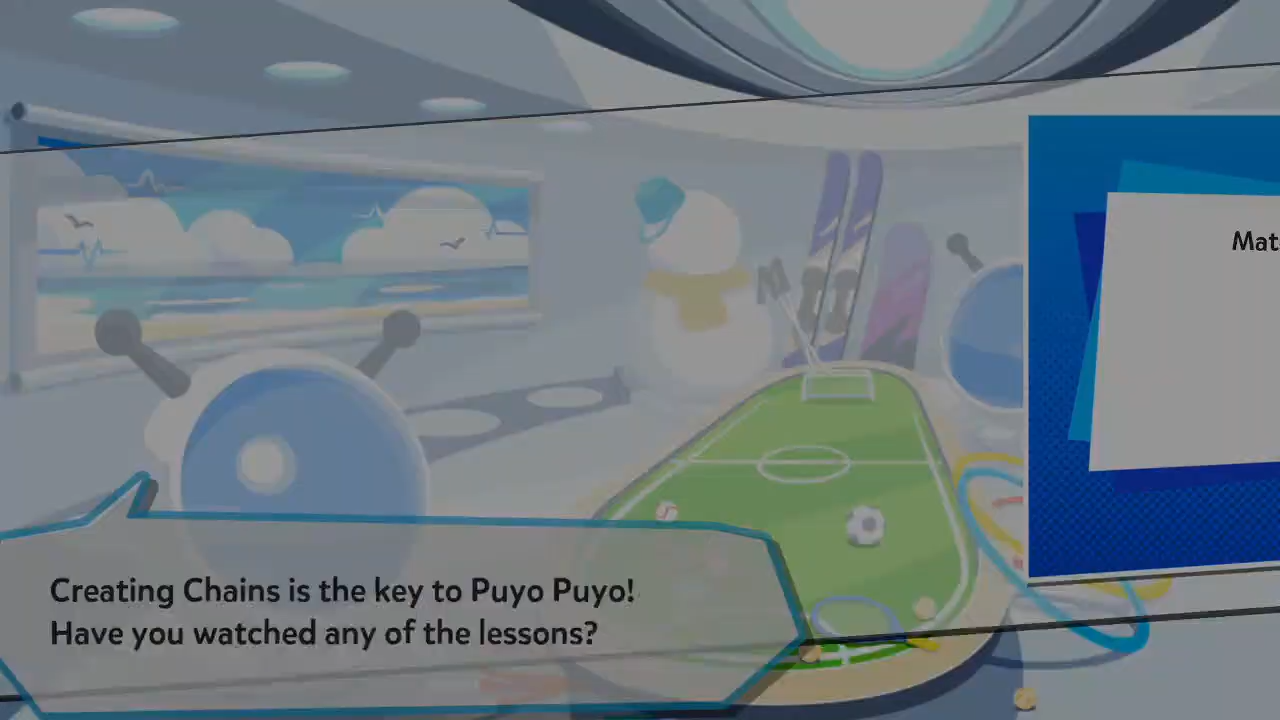 Mat
Creating Chains is the key to Puyo Puyo!
Have you watched any of the lessons?